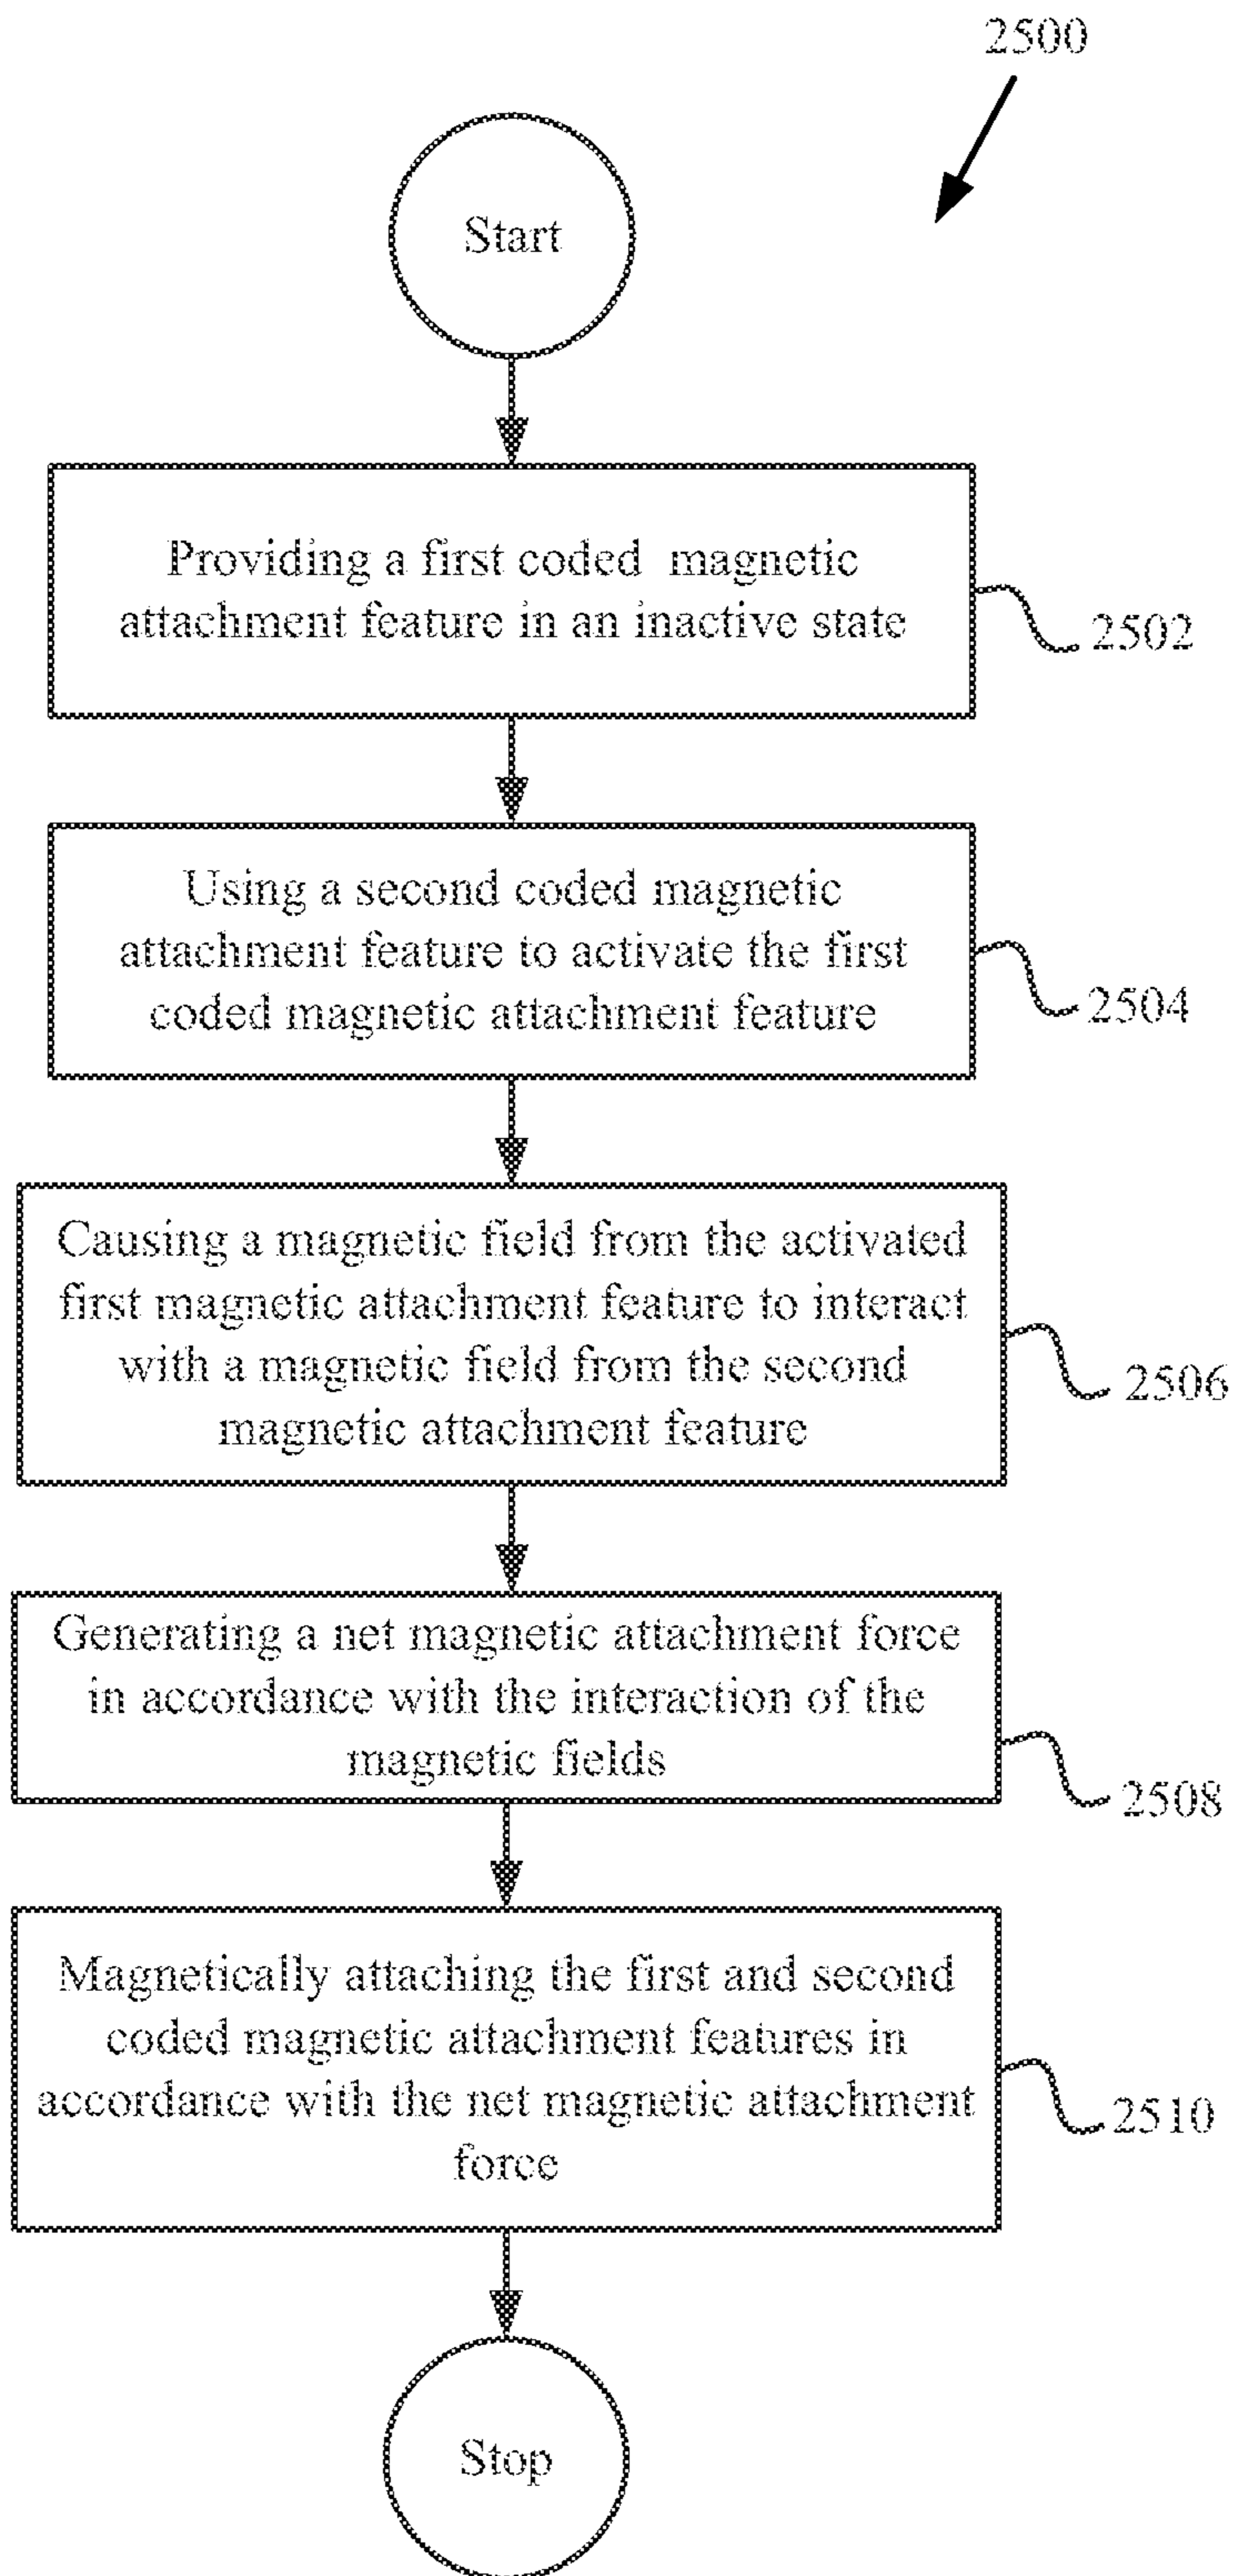 2500
Start
Providing a first coded magnetic
attachment feature in an inactive state
2502
Using a second coded magnetic
attachment feature to activate the first
coded magnetic attachment feature
2504
Causing a magnetic field from the activated
first magnetic attachment feature to interact
with a magnetic field from the second
magnetic attachment feature
2506
Generating a net magnetic attachment force
in accordance with the interaction of the
magnetic fields
2508
Magnetically attaching the first and second
coded magnetic attachment features in
accordance with the net magnetic attachment
force
2510
Stop